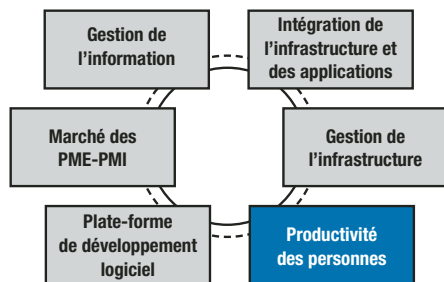 Gestion de
l'information
Intégration de
l'infrastructure et
des applications
Marché des
PME-PMI
Gestion de
l'infrastructure
Plate-forme
de développement
logiciel
Productivité
des personnes